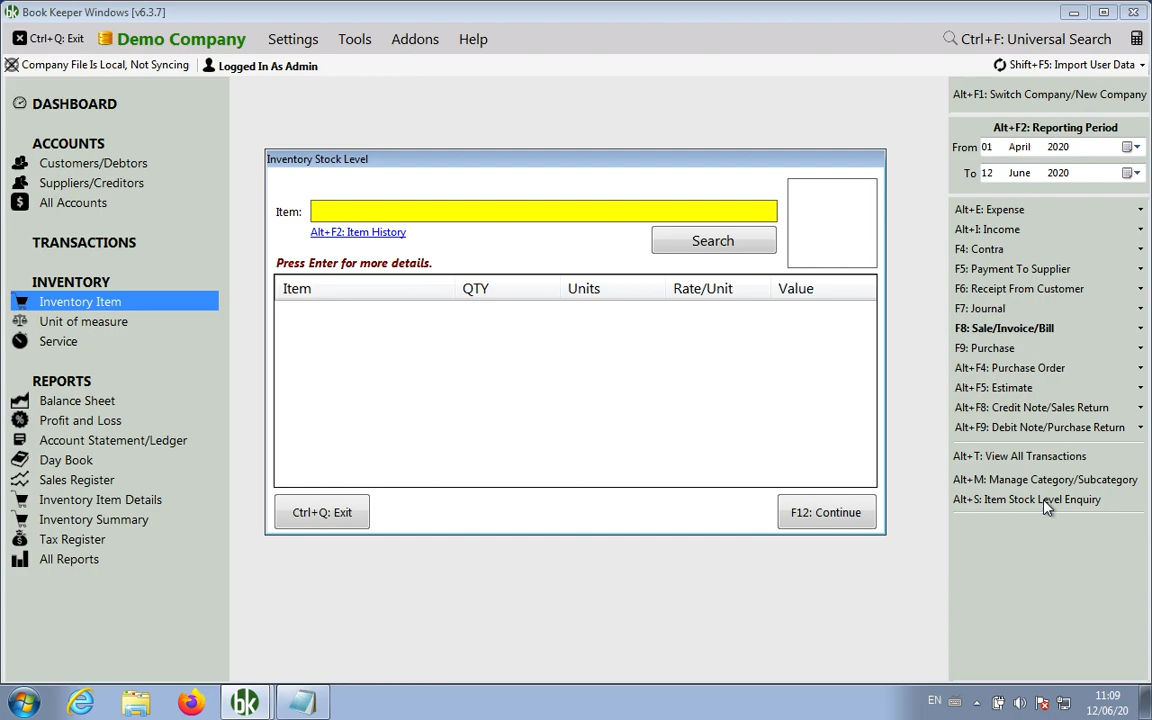 bk Book Keeper Windows [v6.3.7]
Ctrl+Q: Exit Demo Company Settings Tools Addons Help Ctrl+F: Universal Search
Company File Is Local, Not Syncing Logged In As Admin Shift+F5: Import User Data
DASHBOARD
ACCOUNTS
Customers/Debtors
Suppliers/Creditors
$ All Accounts
TRANSACTIONS
INVENTORY
Inventory Item
Unit of measure
Service
REPORTS
Balance Sheet
Profit and Loss
Account Statement/Ledger
Day Book
Sales Register
Inventory Item Details
Inventory Summary
Tax Register
All Reports
Inventory Stock Level
Item:
Alt+F2: Item History
Search
Press Enter for more details.
Item QTY Units Rate/Unit Value
Ctrl+Q: Exit F12: Continue
Alt+F1: Switch Company/New Company
Alt+F2: Reporting Period
From 01 April 2020
To 12 June 2020
Alt+E: Expense
Alt+I: Income
F4: Contra
F5: Payment To Supplier
F6: Receipt From Customer
F7: Journal
F8: Sale/Invoice/Bill
F9: Purchase
Alt+F4: Purchase Order
Alt+F5: Estimate
Alt+F8: Credit Note/Sales Return
Alt+F9: Debit Note/Purchase Return
Alt+T: View All Transactions
Alt+M: Manage Category/Subcategory
Alt+S: Item Stock Level Enquiry
bk EN 11:09
12/06/20